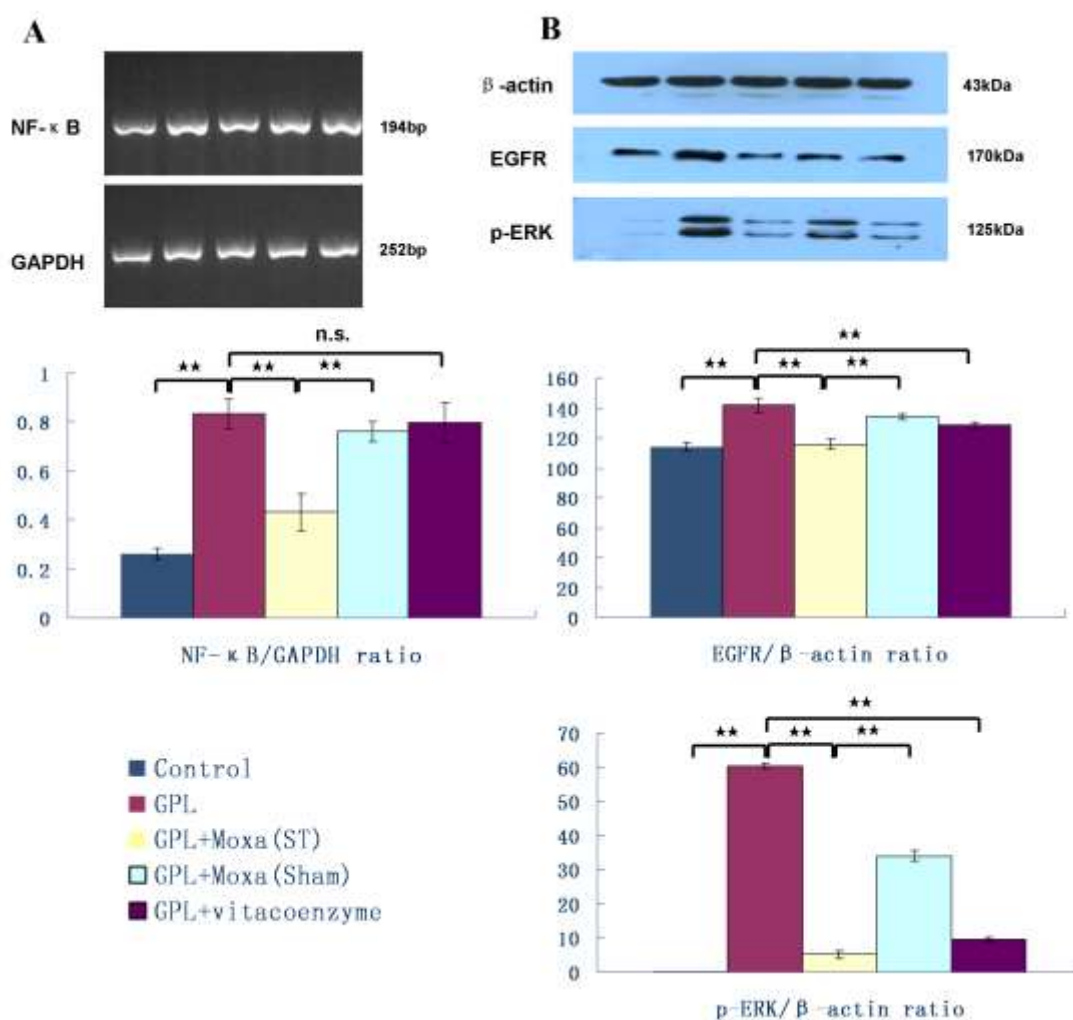 A
NF-κB
194bp
GAPDH
252bp
B
β-actin
43kDa
EGFR
170kDa
p-ERK
125kDa
n.s.
★★ ★★ ★★
1
0.8
0.6
0.4
0.2
0
NF-κB/GAPDH ratio
★★
★★ ★★ ★★
160
140
120
100
80
60
40
20
0
EGFR/β-actin ratio
Control
GPL
GPL+Moxa(ST)
GPL+Moxa(Sham)
GPL+vitacoenzyme
★★
★★ ★★ ★★
70
60
50
40
30
20
10
0
p-ERK/β-actin ratio